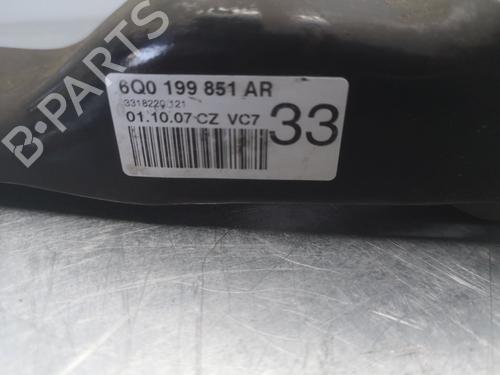 6Q0 199 851 AR
3318220 121
01.10.07 CZ VC7
33
B-PARTS